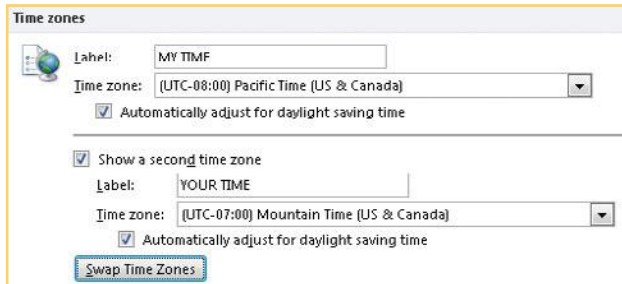 Time zones
Label: MY TIME
Time zone: (UTC-08:00) Pacific Time (US & Canada)
Automatically adjust for daylight saving time
Show a second time zone
Label: YOUR TIME
Time zone: (UTC-07:00) Mountain Time (US & Canada)
Automatically adjust for daylight saving time
Swap Time Zones